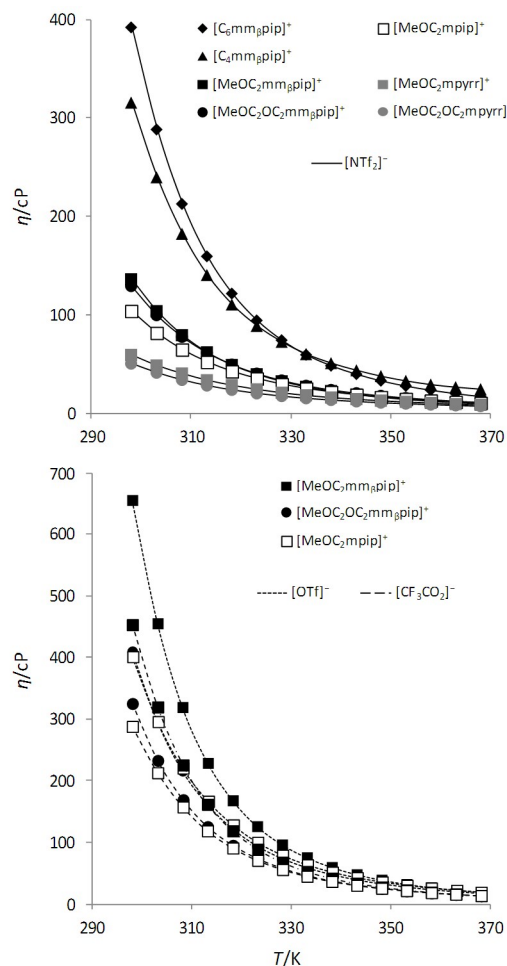 400
300
200
100
0
η/cP
290
310
330
350
370
[C₆mmᵦpip]⁺
[MeOC₂mpip]⁺
[C₄mmᵦpip]⁺
[MeOC₂mmᵦpip]⁺
[MeOC₂mpyrr]⁺
[MeOC₂OC₂mmᵦpip]⁺
[MeOC₂OC₂mpyrr]
[NTf₂]⁻
700
600
500
400
300
200
100
0
η/cP
[MeOC₂mmᵦpip]⁺
[MeOC₂OC₂mmᵦpip]⁺
[MeOC₂mpip]⁺
[OTf]⁻
[CF₃CO₂]⁻
290
310
330
350
370
T/K